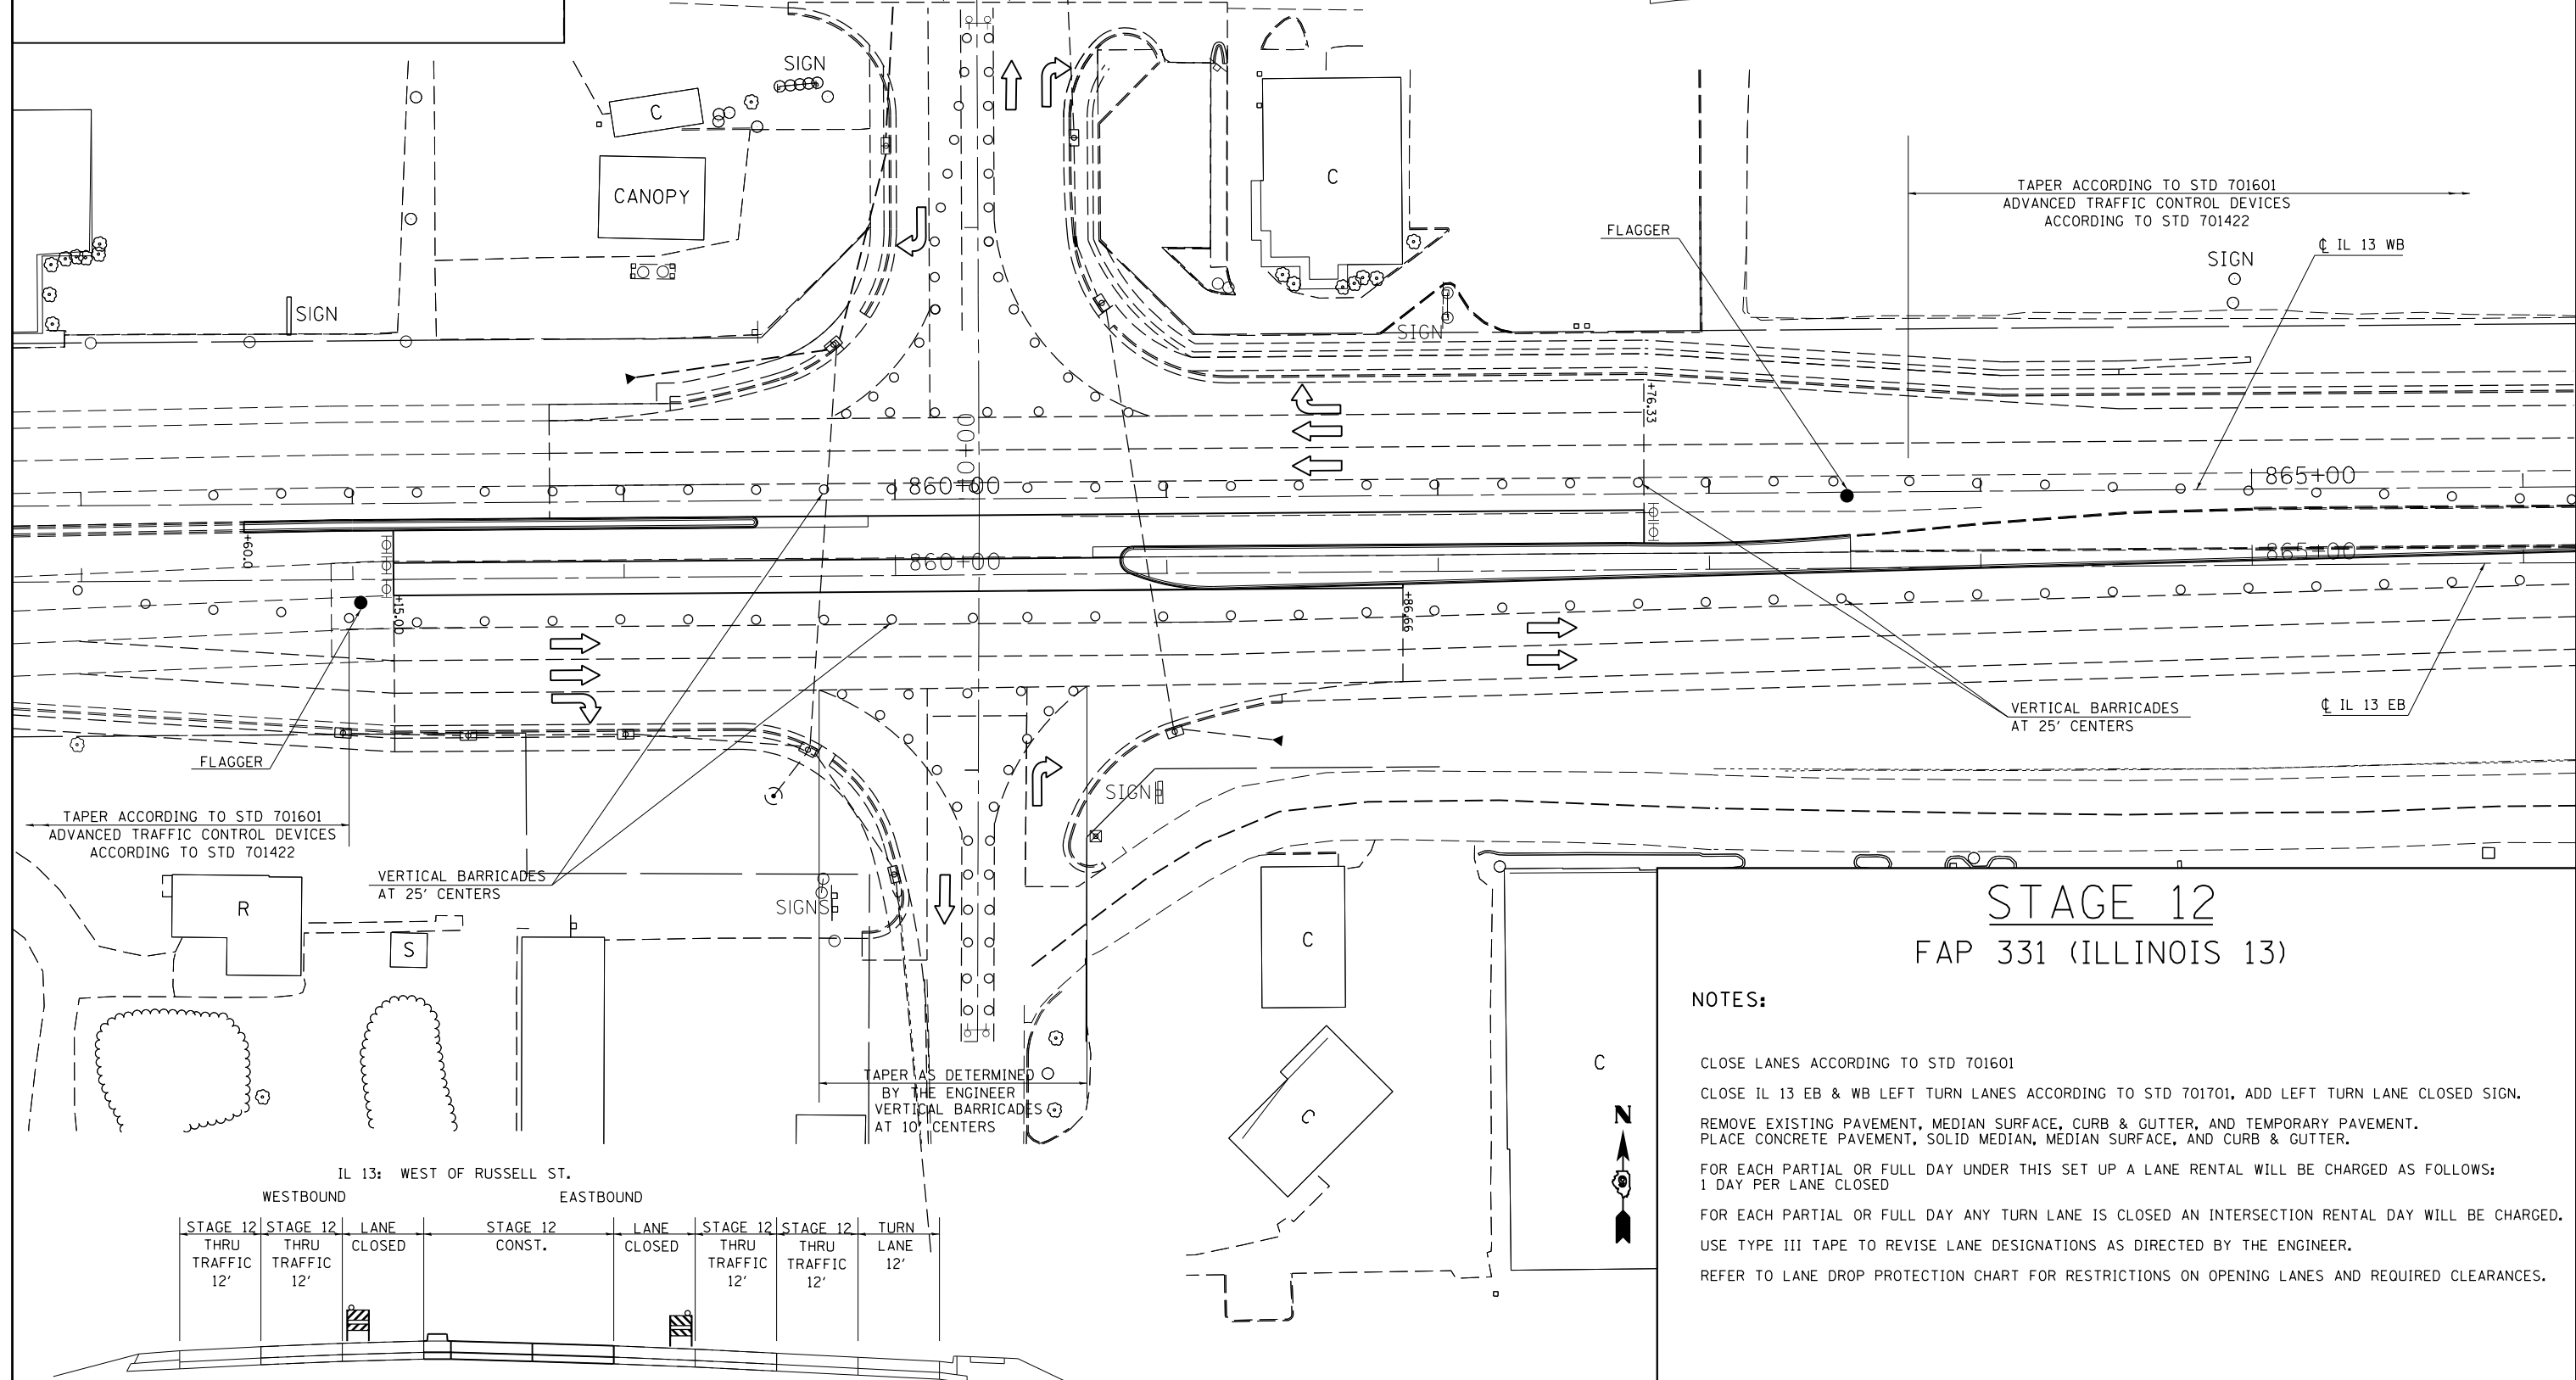 SIGN
C
CANOPY
SIGN
C
TAPER ACCORDING TO STD 701601
ADVANCED TRAFFIC CONTROL DEVICES
ACCORDING TO STD 701422
FLAGGER
℄ IL 13 WB
SIGN
SIGN
+76.33
0+00
860+00
865+00
+60.0
860+00
865+00
+15.00
+86.66
VERTICAL BARRICADES
AT 25' CENTERS
℄ IL 13 EB
FLAGGER
SIGN
TAPER ACCORDING TO STD 701601
ADVANCED TRAFFIC CONTROL DEVICES
ACCORDING TO STD 701422
VERTICAL BARRICADES
AT 25' CENTERS
SIGNS
R
S
C
C
C
TAPER AS DETERMINED
BY THE ENGINEER
VERTICAL BARRICADES
AT 10' CENTERS
N
IL 13: WEST OF RUSSELL ST.
WESTBOUND EASTBOUND
STAGE 12 STAGE 12 LANE STAGE 12 LANE STAGE 12 STAGE 12 TURN
THRU THRU CLOSED CONST. CLOSED THRU THRU LANE
TRAFFIC TRAFFIC TRAFFIC TRAFFIC 12'
12' 12' 12' 12'
STAGE 12
FAP 331 (ILLINOIS 13)
NOTES:
CLOSE LANES ACCORDING TO STD 701601
CLOSE IL 13 EB & WB LEFT TURN LANES ACCORDING TO STD 701701, ADD LEFT TURN LANE CLOSED SIGN.
REMOVE EXISTING PAVEMENT, MEDIAN SURFACE, CURB & GUTTER, AND TEMPORARY PAVEMENT.
PLACE CONCRETE PAVEMENT, SOLID MEDIAN, MEDIAN SURFACE, AND CURB & GUTTER.
FOR EACH PARTIAL OR FULL DAY UNDER THIS SET UP A LANE RENTAL WILL BE CHARGED AS FOLLOWS:
1 DAY PER LANE CLOSED
FOR EACH PARTIAL OR FULL DAY ANY TURN LANE IS CLOSED AN INTERSECTION RENTAL DAY WILL BE CHARGED.
USE TYPE III TAPE TO REVISE LANE DESIGNATIONS AS DIRECTED BY THE ENGINEER.
REFER TO LANE DROP PROTECTION CHART FOR RESTRICTIONS ON OPENING LANES AND REQUIRED CLEARANCES.